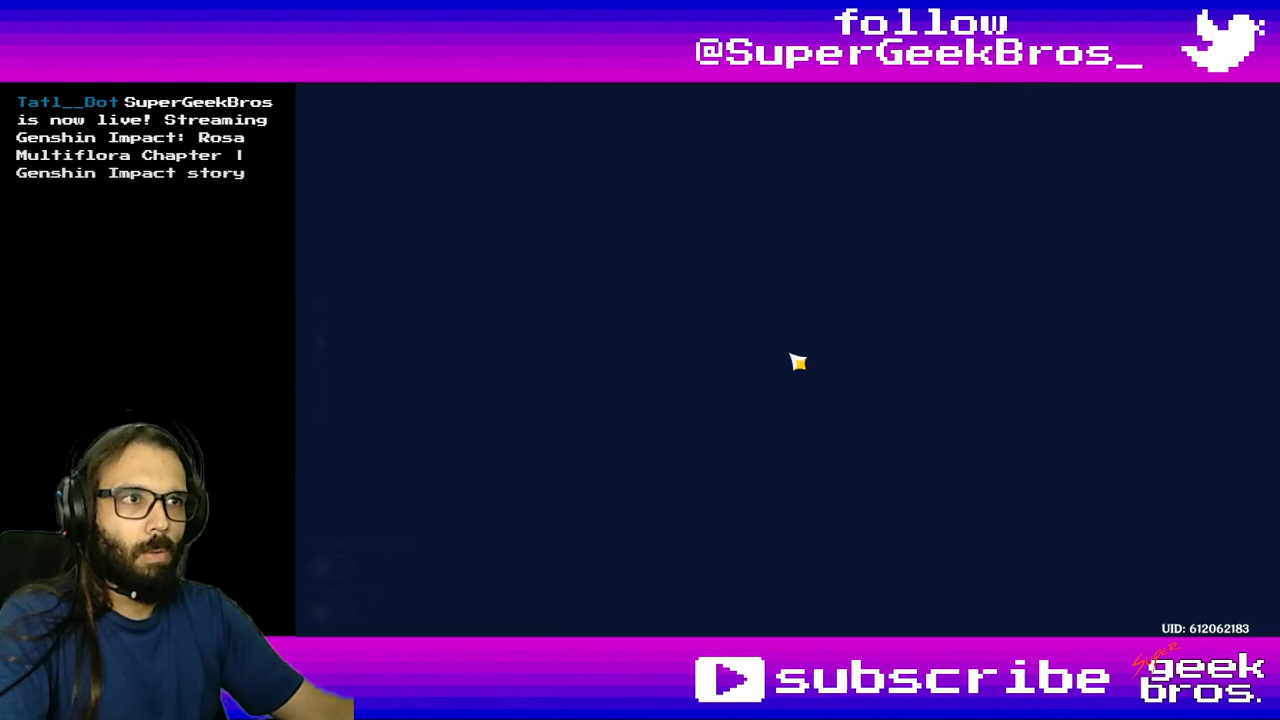 follow
@SuperGeekBros_
Tatl__Bot SuperGeekBros
is now live! Streaming
Genshin Impact: Rosa
Multiflora Chapter |
Genshin Impact story
UID: 612062183
subscribe
super
geek
bros.